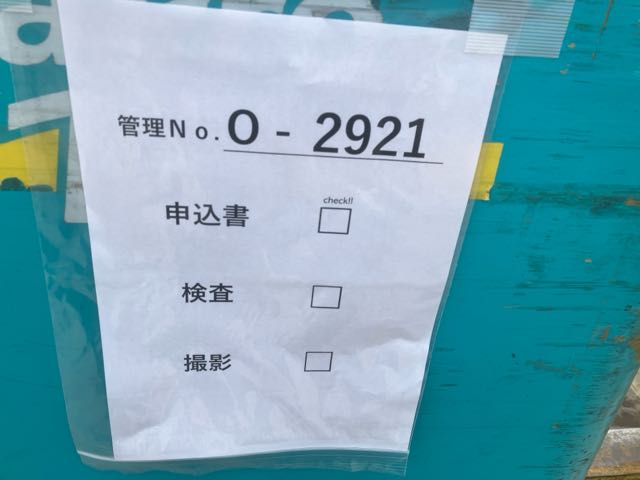 管理No. O - 2921
check!!
申込書 □
検査 □
撮影 □